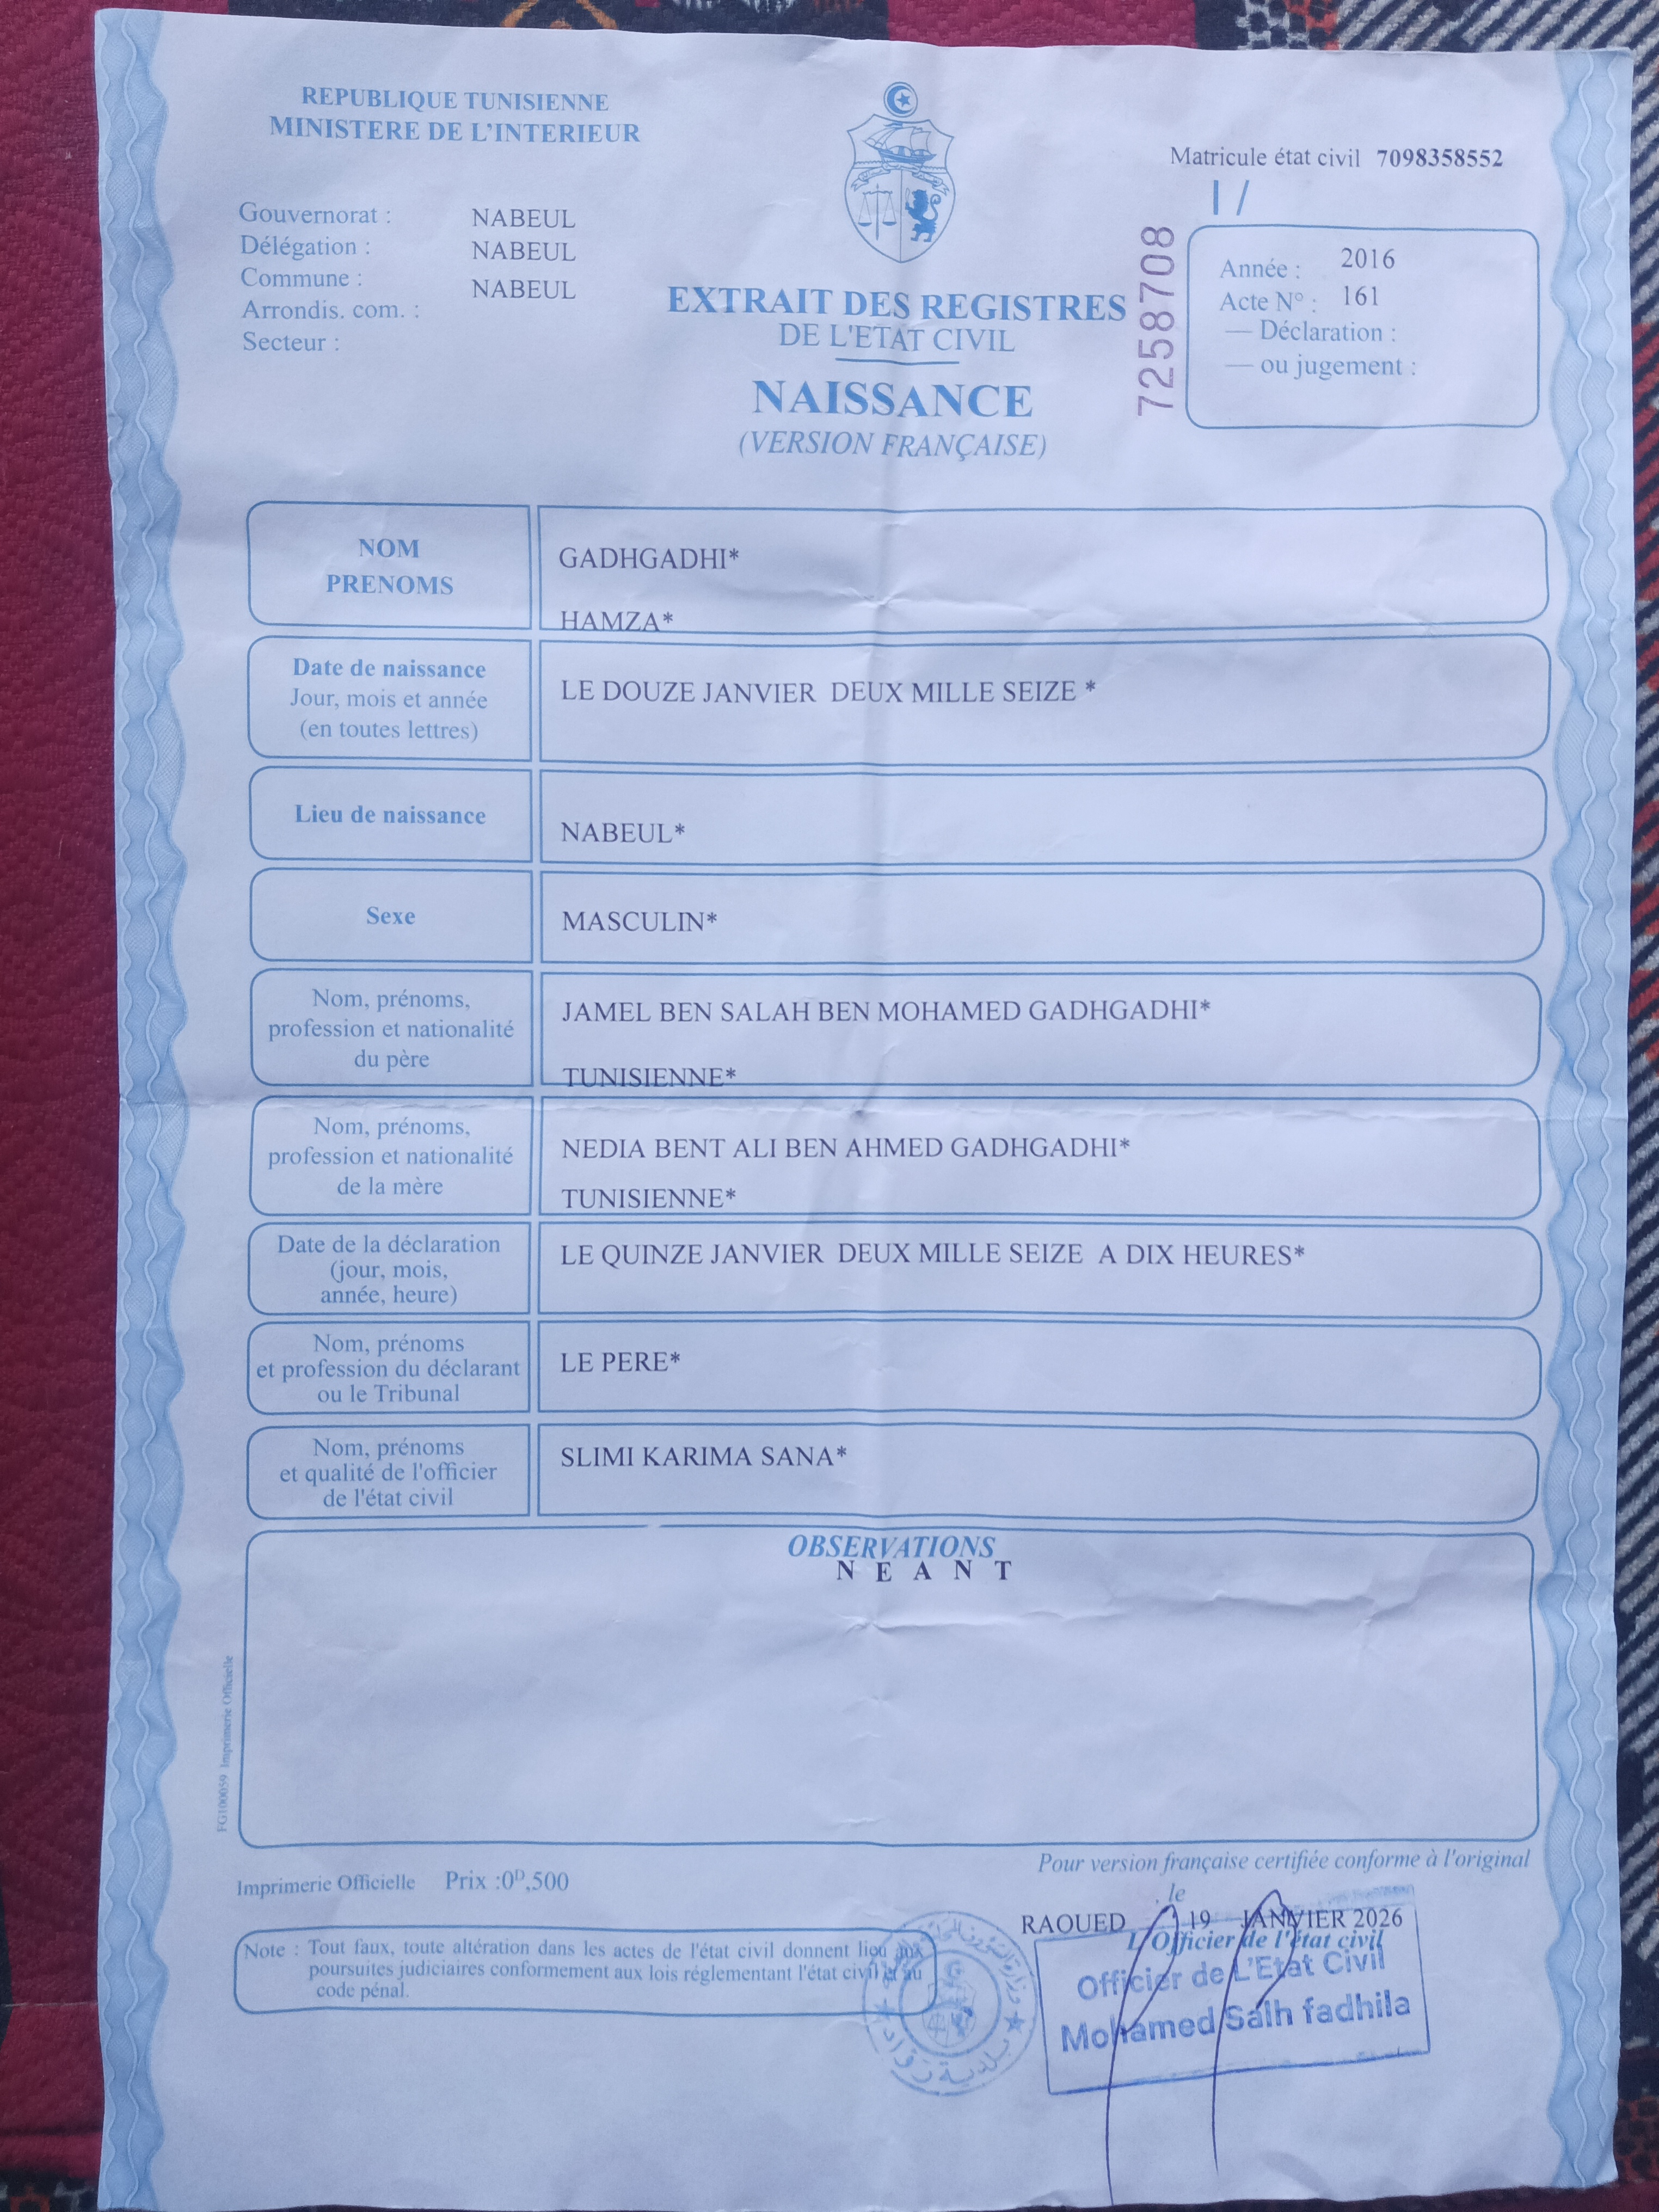 REPUBLIQUE TUNISIENNE
MINISTERE DE L'INTERIEUR
Matricule état civil 7098358552
1/
Gouvernorat : NABEUL
Délégation : NABEUL
Commune : NABEUL
Arrondis. com. :
Secteur :
7258708
Année : 2016
Acte N° : 161
— Déclaration :
— ou jugement :
EXTRAIT DES REGISTRES
DE L'ETAT CIVIL
NAISSANCE
(VERSION FRANÇAISE)
NOM
PRENOMS
GADHGADHI*
HAMZA*
Date de naissance
Jour, mois et année
(en toutes lettres)
LE DOUZE JANVIER DEUX MILLE SEIZE *
Lieu de naissance
NABEUL*
Sexe
MASCULIN*
Nom, prénoms,
profession et nationalité
du père
JAMEL BEN SALAH BEN MOHAMED GADHGADHI*
TUNISIENNE*
Nom, prénoms,
profession et nationalité
de la mère
NEDIA BENT ALI BEN AHMED GADHGADHI*
TUNISIENNE*
Date de la déclaration
(jour, mois,
année, heure)
LE QUINZE JANVIER DEUX MILLE SEIZE A DIX HEURES*
Nom, prénoms
et profession du déclarant
ou le Tribunal
LE PERE*
Nom, prénoms
et qualité de l'officier
de l'état civil
SLIMI KARIMA SANA*
OBSERVATIONS
N E A N T
FG100059 Imprimerie Officielle
Imprimerie Officielle Prix :0ᴰ,500
Pour version française certifiée conforme à l'original
, le
RAOUED 19 JANVIER 2026
L'Officier de l'état civil
Officier de L'Etat Civil
Mohamed Salh fadhila
Note : Tout faux, toute altération dans les actes de l'état civil donnent lieu aux
poursuites judiciaires conformement aux lois réglementant l'état civil et au
code pénal.
بلدية رواد